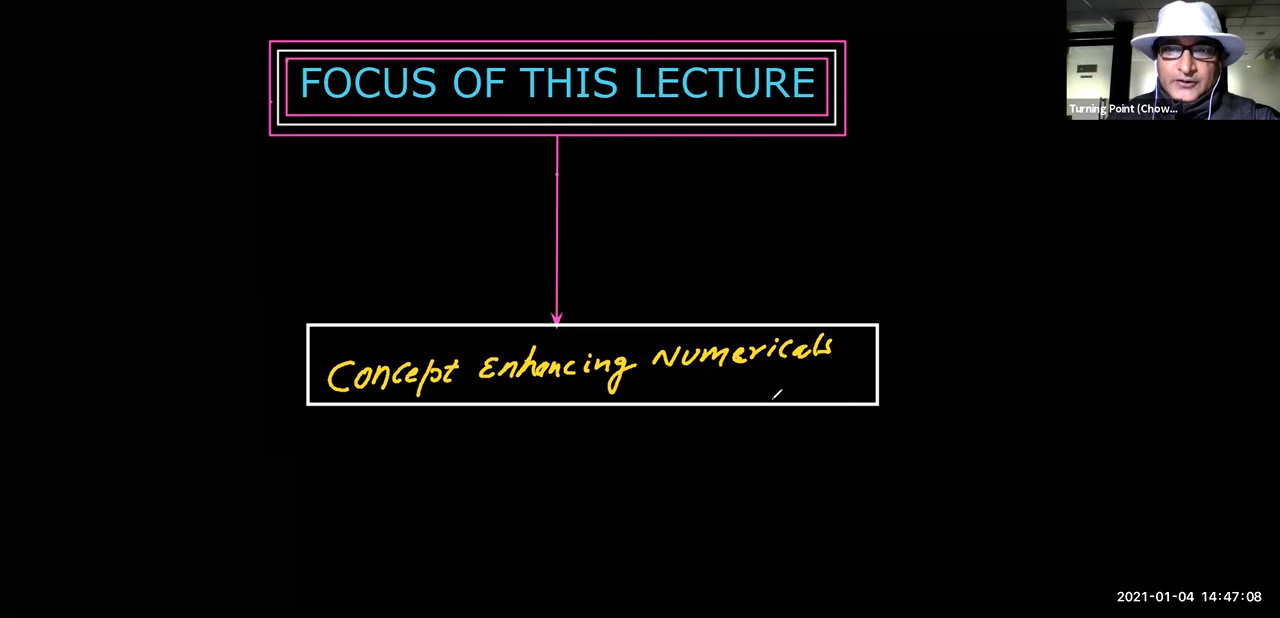 FOCUS OF THIS LECTURE
Turning Point (Chow...
Concept Enhancing Numericals
2021-01-04 14:47:08